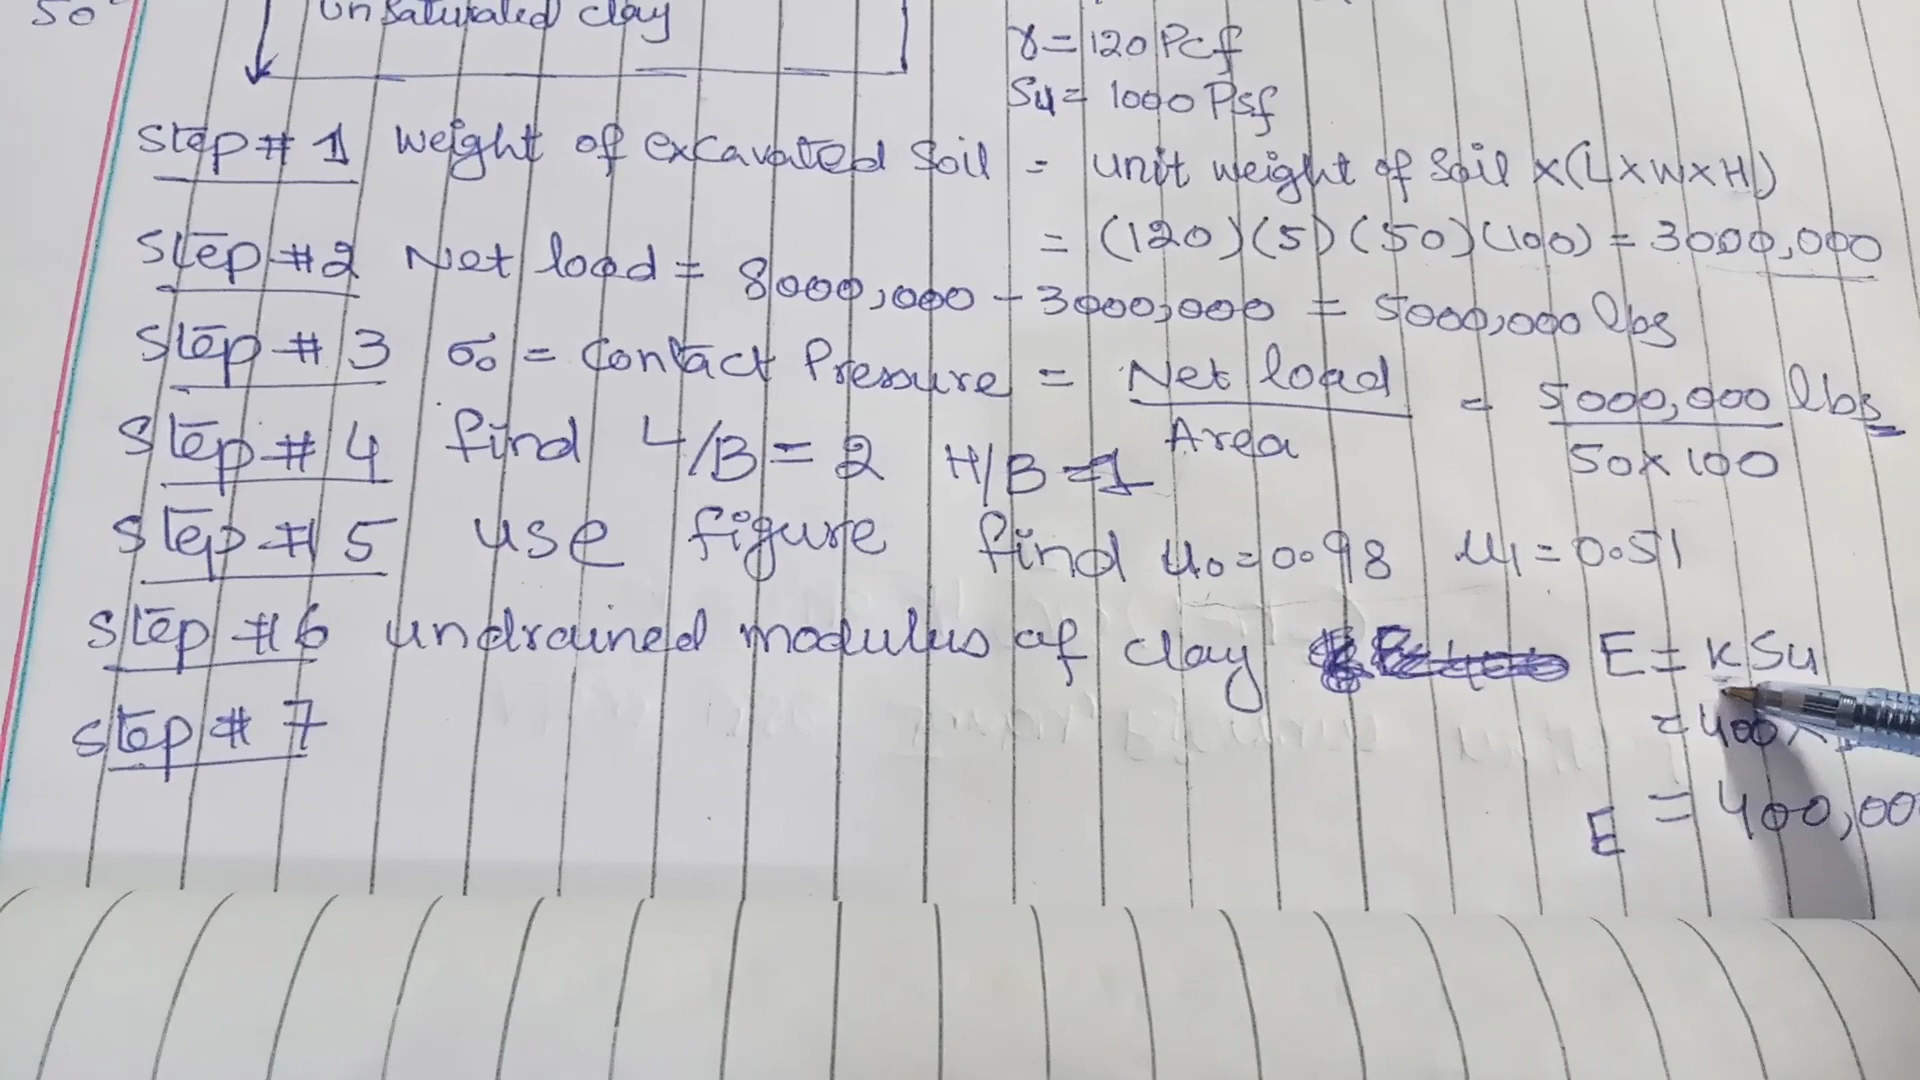 50
unsaturated clay
γ = 120 Pcf
Su = 1000 Psf
Step # 1 weight of excavated soil = unit weight of soil x (L x W x H)
= (120)(5)(50)(100) = 3000,000
Step #2 Net load = 8000,000 - 3000,000 = 5000,000 lbs
Step # 3 σo = Contact Pressure = Net load / Area = 5000,000 lbs / 50 x 100
Step # 4 find L/B = 2 H/B = 1
Step # 5 use figure find μo = 0.98 μ1 = 0.51
Step #6 undrained modulus of clay E = K Su
= 400 x
E = 400,00
Step # 7